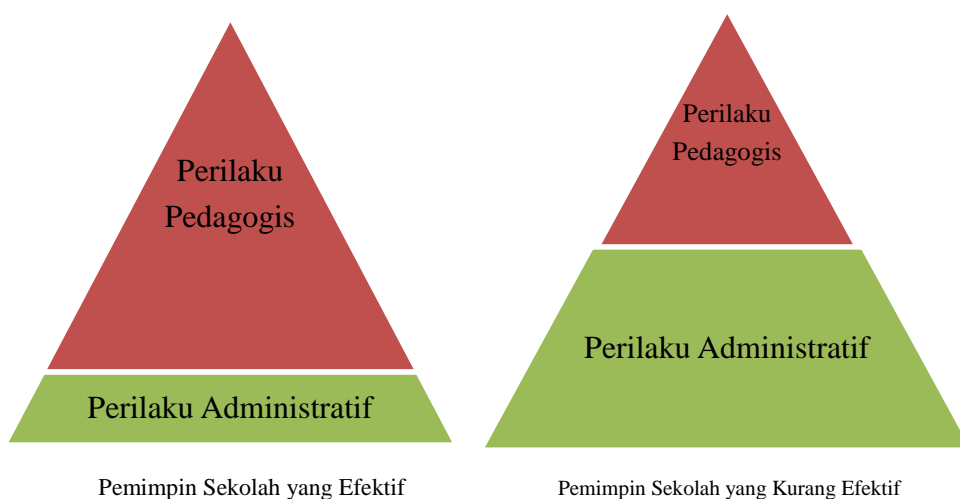 Perilaku
Pedagogis
Perilaku Administratif
Pemimpin Sekolah yang Efektif
Perilaku
Pedagogis
Perilaku Administratif
Pemimpin Sekolah yang Kurang Efektif